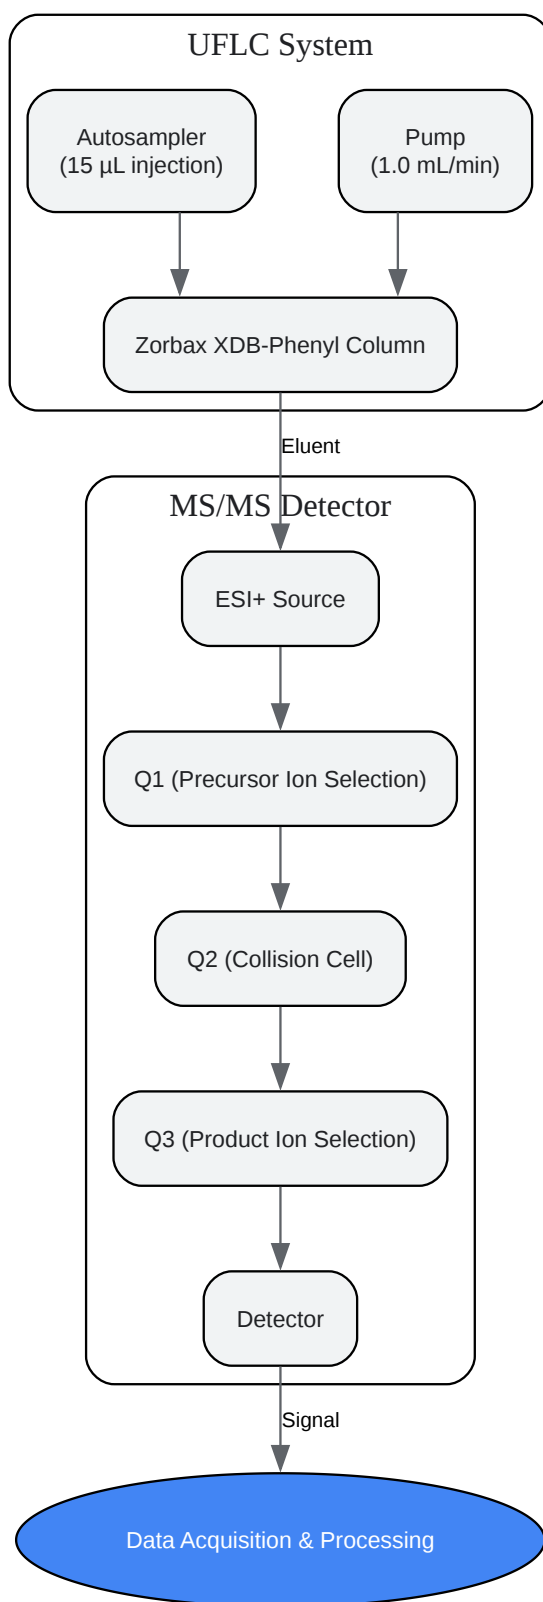 UFLC System
Autosampler
(15 µL injection)
Pump
(1.0 mL/min)
Zorbax XDB-Phenyl Column
Eluent
MS/MS Detector
ESI+ Source
Q1 (Precursor Ion Selection)
Q2 (Collision Cell)
Q3 (Product Ion Selection)
Detector
Signal
Data Acquisition & Processing